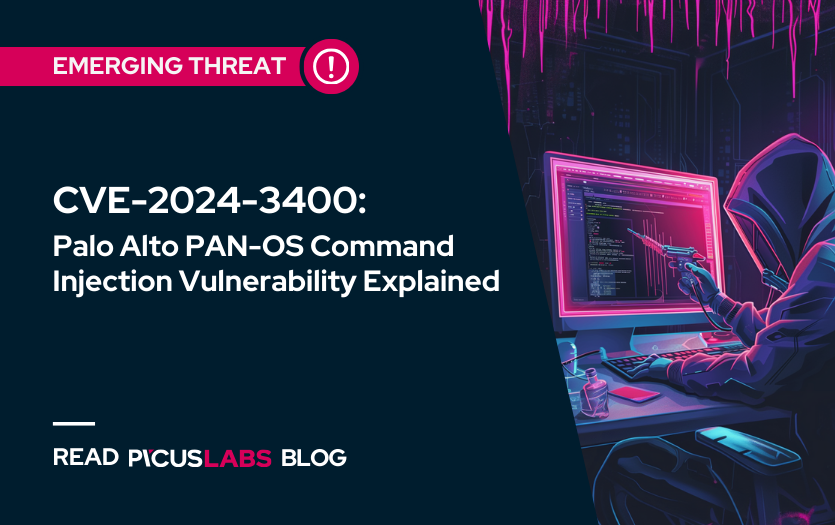 EMERGING THREAT
CVE-2024-3400:
Palo Alto PAN-OS Command
Injection Vulnerability Explained
READ PICUSLABS BLOG